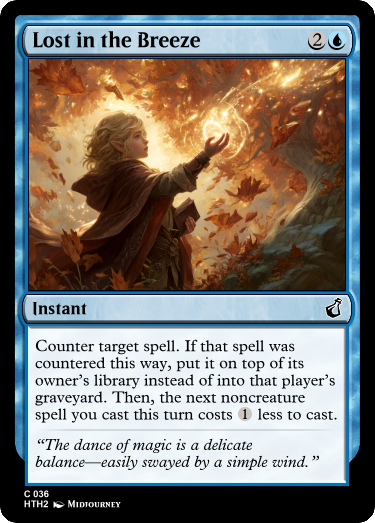 Lost in the Breeze 2
Instant
Counter target spell. If that spell was
countered this way, put it on top of its
owner's library instead of into that player's
graveyard. Then, the next noncreature
spell you cast this turn costs 1 less to cast.
“The dance of magic is a delicate
balance—easily swayed by a simple wind.”
C 036
HTH2 Midjourney